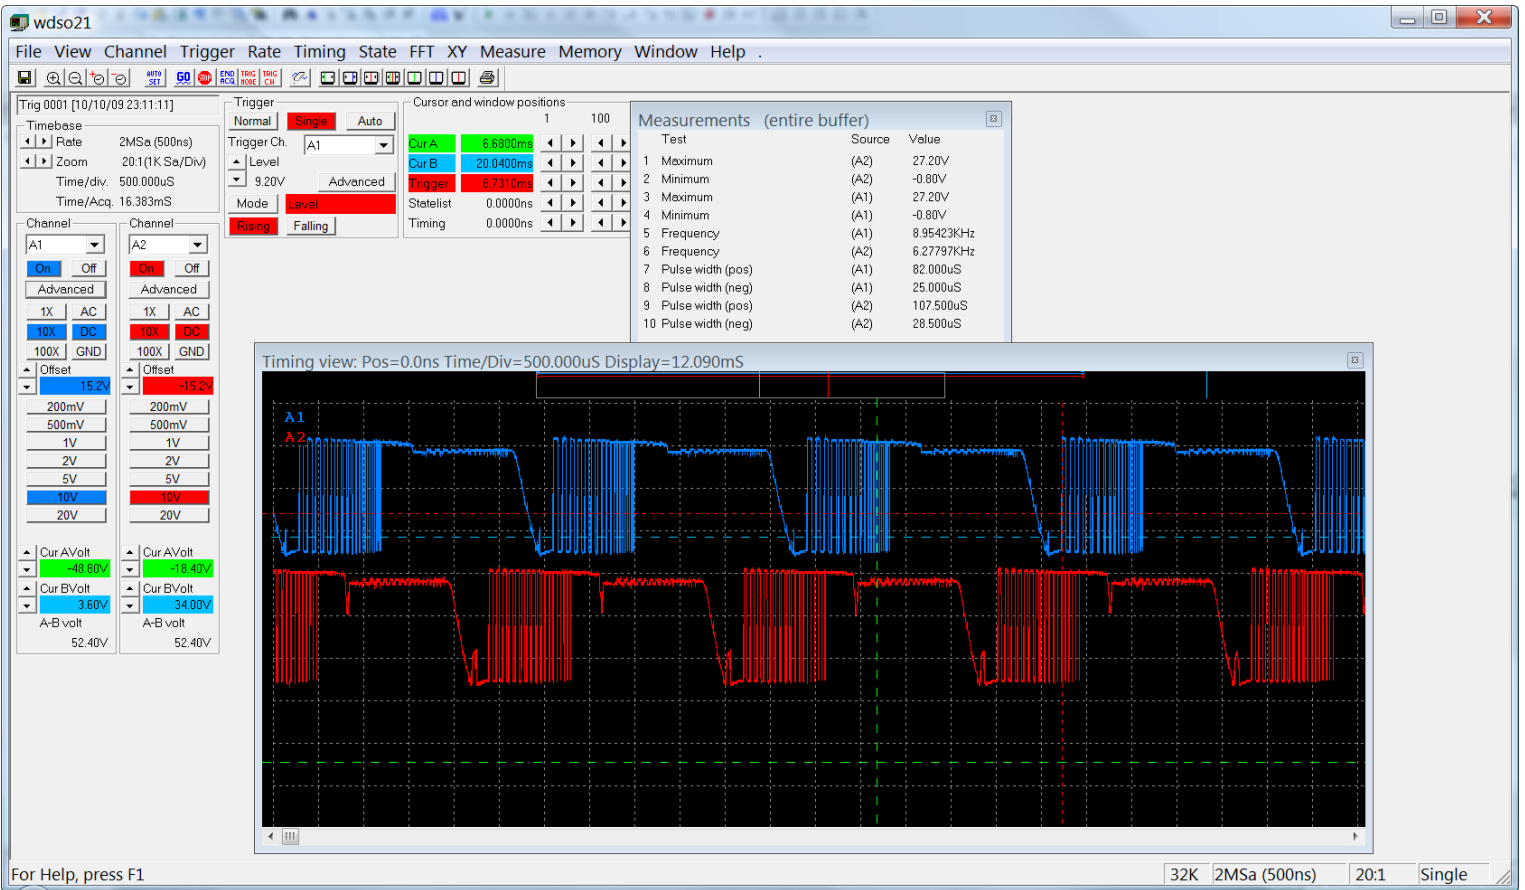 wdso21
File View Channel Trigger Rate Timing State FFT XY Measure Memory Window Help .
AUTO SET GO STOP END ACQ TRIG MODE TRIG CH
Trig 0001 [10/10/09 23:11:11]
Timebase
Rate 2MSa (500ns)
Zoom 20:1(1K Sa/Div)
Time/div. 500.000uS
Time/Acq. 16.383mS
Trigger
Normal Single Auto
Trigger Ch. A1
Level
9.20V Advanced
Mode Level
Rising Falling
Cursor and window positions
1 100
Cur A 6.6800ms
Cur B 20.0400ms
Trigger 8.7310ms
Statelist 0.0000ns
Timing 0.0000ns
Measurements (entire buffer)
Test Source Value
1 Maximum (A2) 27.20V
2 Minimum (A2) -0.80V
3 Maximum (A1) 27.20V
4 Minimum (A1) -0.80V
5 Frequency (A1) 8.95423KHz
6 Frequency (A2) 6.27797KHz
7 Pulse width (pos) (A1) 82.000uS
8 Pulse width (neg) (A1) 25.000uS
9 Pulse width (pos) (A2) 107.500uS
10 Pulse width (neg) (A2) 28.500uS
Channel
A1
On Off
Advanced
1X AC
10X DC
100X GND
Offset
15.2V
200mV
500mV
1V
2V
5V
10V
20V
Cur AVolt
-48.80V
Cur BVolt
3.60V
A-B volt
52.40V
Channel
A2
On Off
Advanced
1X AC
10X DC
100X GND
Offset
-15.2V
200mV
500mV
1V
2V
5V
10V
20V
Cur AVolt
-18.40V
Cur BVolt
34.00V
A-B volt
52.40V
Timing view: Pos=0.0ns Time/Div=500.000uS Display=12.090mS
A1
A2
For Help, press F1
32K 2MSa (500ns) 20:1 Single